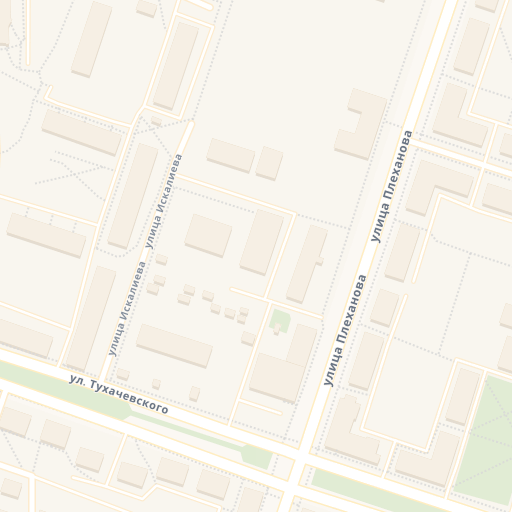 улица Плеханова
улица Искалиева
улица Искалиева
улица Плеханова
ул. Тухачевского